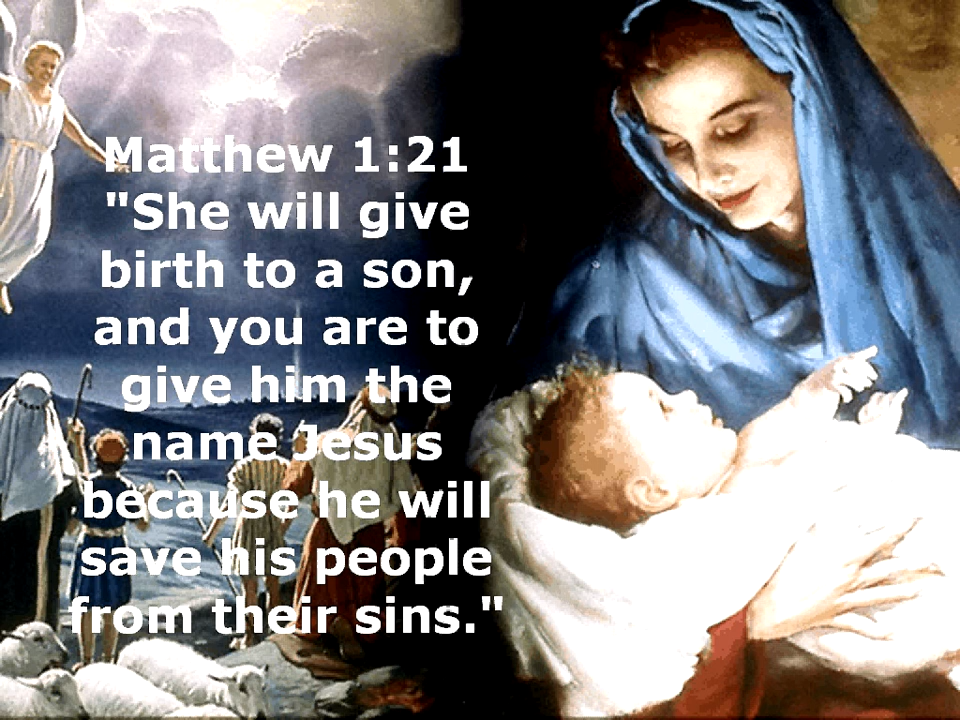 Matthew 1:21
"She will give
birth to a son,
and you are to
give him the
name Jesus
because he will
save his people
from their sins."